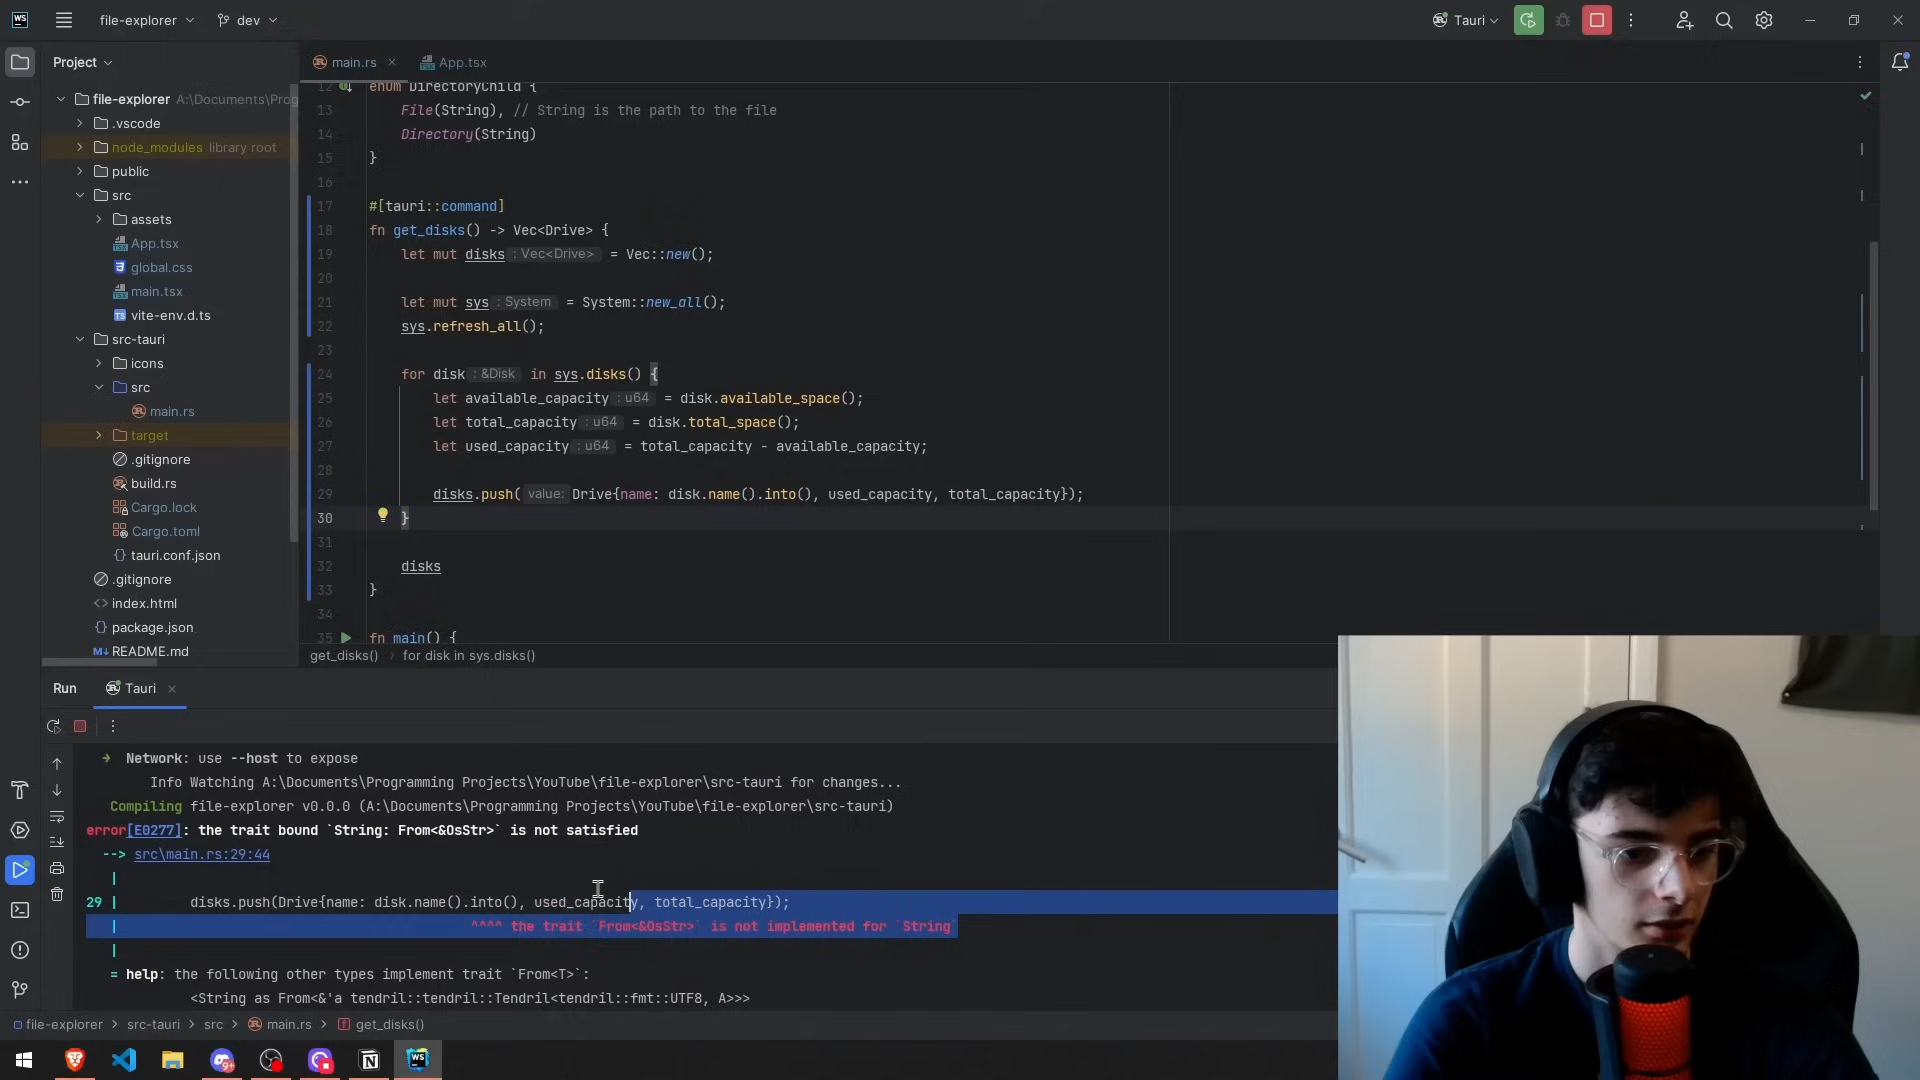 WS
file-explorer
dev
Tauri
Project
main.rs
App.tsx
file-explorer A:\Documents\Prog
.vscode
node_modules library root
public
src
assets
App.tsx
global.css
main.tsx
vite-env.d.ts
src-tauri
icons
src
main.rs
target
.gitignore
build.rs
Cargo.lock
Cargo.toml
tauri.conf.json
.gitignore
index.html
package.json
README.md
12 enum DirectoryChild {
13 File(String), // String is the path to the file
14 Directory(String)
15 }
16
17 #[tauri::command]
18 fn get_disks() -> Vec<Drive> {
19 let mut disks : Vec<Drive> = Vec::new();
20
21 let mut sys : System = System::new_all();
22 sys.refresh_all();
23
24 for disk : &Disk in sys.disks() {
25 let available_capacity : u64 = disk.available_space();
26 let total_capacity : u64 = disk.total_space();
27 let used_capacity : u64 = total_capacity - available_capacity;
28
29 disks.push( value: Drive{name: disk.name().into(), used_capacity, total_capacity});
30 }
31
32 disks
33 }
34
35 fn main() {
get_disks() for disk in sys.disks()
Run
Tauri
Network: use --host to expose
Info Watching A:\Documents\Programming Projects\YouTube\file-explorer\src-tauri for changes...
Compiling file-explorer v0.0.0 (A:\Documents\Programming Projects\YouTube\file-explorer\src-tauri)
error[E0277]: the trait bound `String: From<&OsStr>` is not satisfied
--> src\main.rs:29:44
|
29 | disks.push(Drive{name: disk.name().into(), used_capacity, total_capacity});
| ^^^^ the trait `From<&OsStr>` is not implemented for `String`
|
= help: the following other types implement trait `From<T>`:
<String as From<&'a tendril::tendril::Tendril<tendril::fmt::UTF8, A>>>
file-explorer > src-tauri > src > main.rs > get_disks()
9+
WS